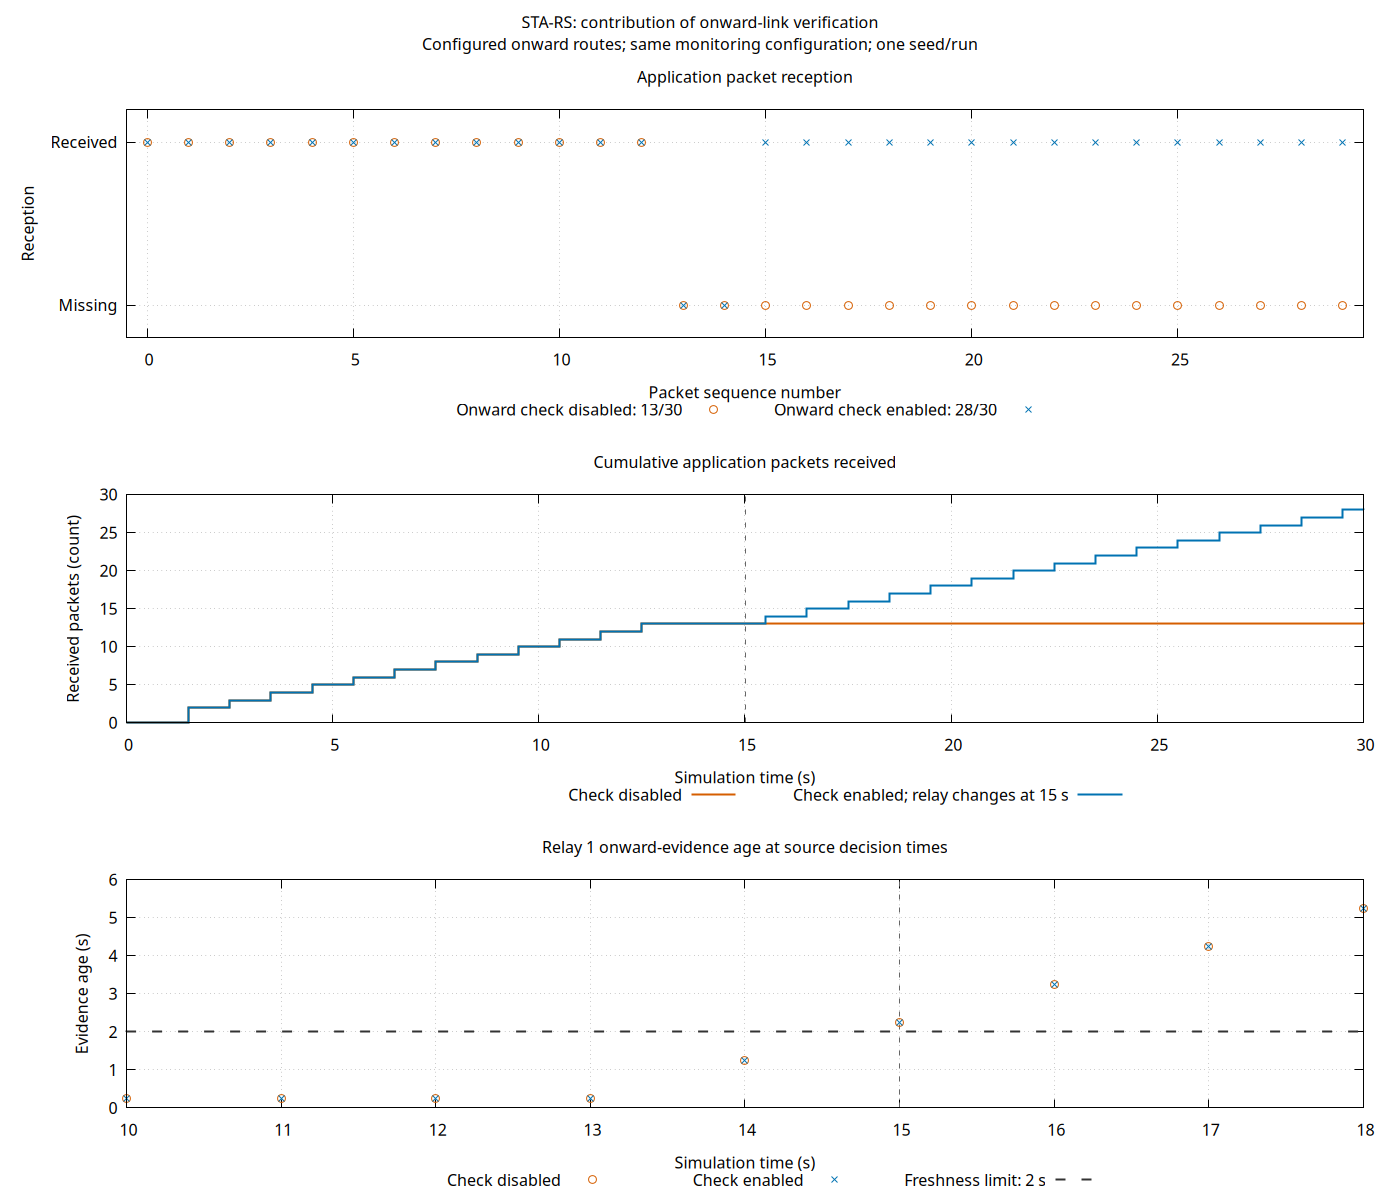 STA-RS: contribution of onward-link verification
Configured onward routes; same monitoring configuration; one seed/run
Application packet reception
Received
Missing
Reception
0 5 10 15 20 25
Packet sequence number
Onward check disabled: 13/30 Onward check enabled: 28/30
Cumulative application packets received
30
25
20
15
10
5
0
Received packets (count)
0 5 10 15 20 25 30
Simulation time (s)
Check disabled Check enabled; relay changes at 15 s
Relay 1 onward-evidence age at source decision times
6
5
4
3
2
1
0
Evidence age (s)
10 11 12 13 14 15 16 17 18
Simulation time (s)
Check disabled Check enabled Freshness limit: 2 s